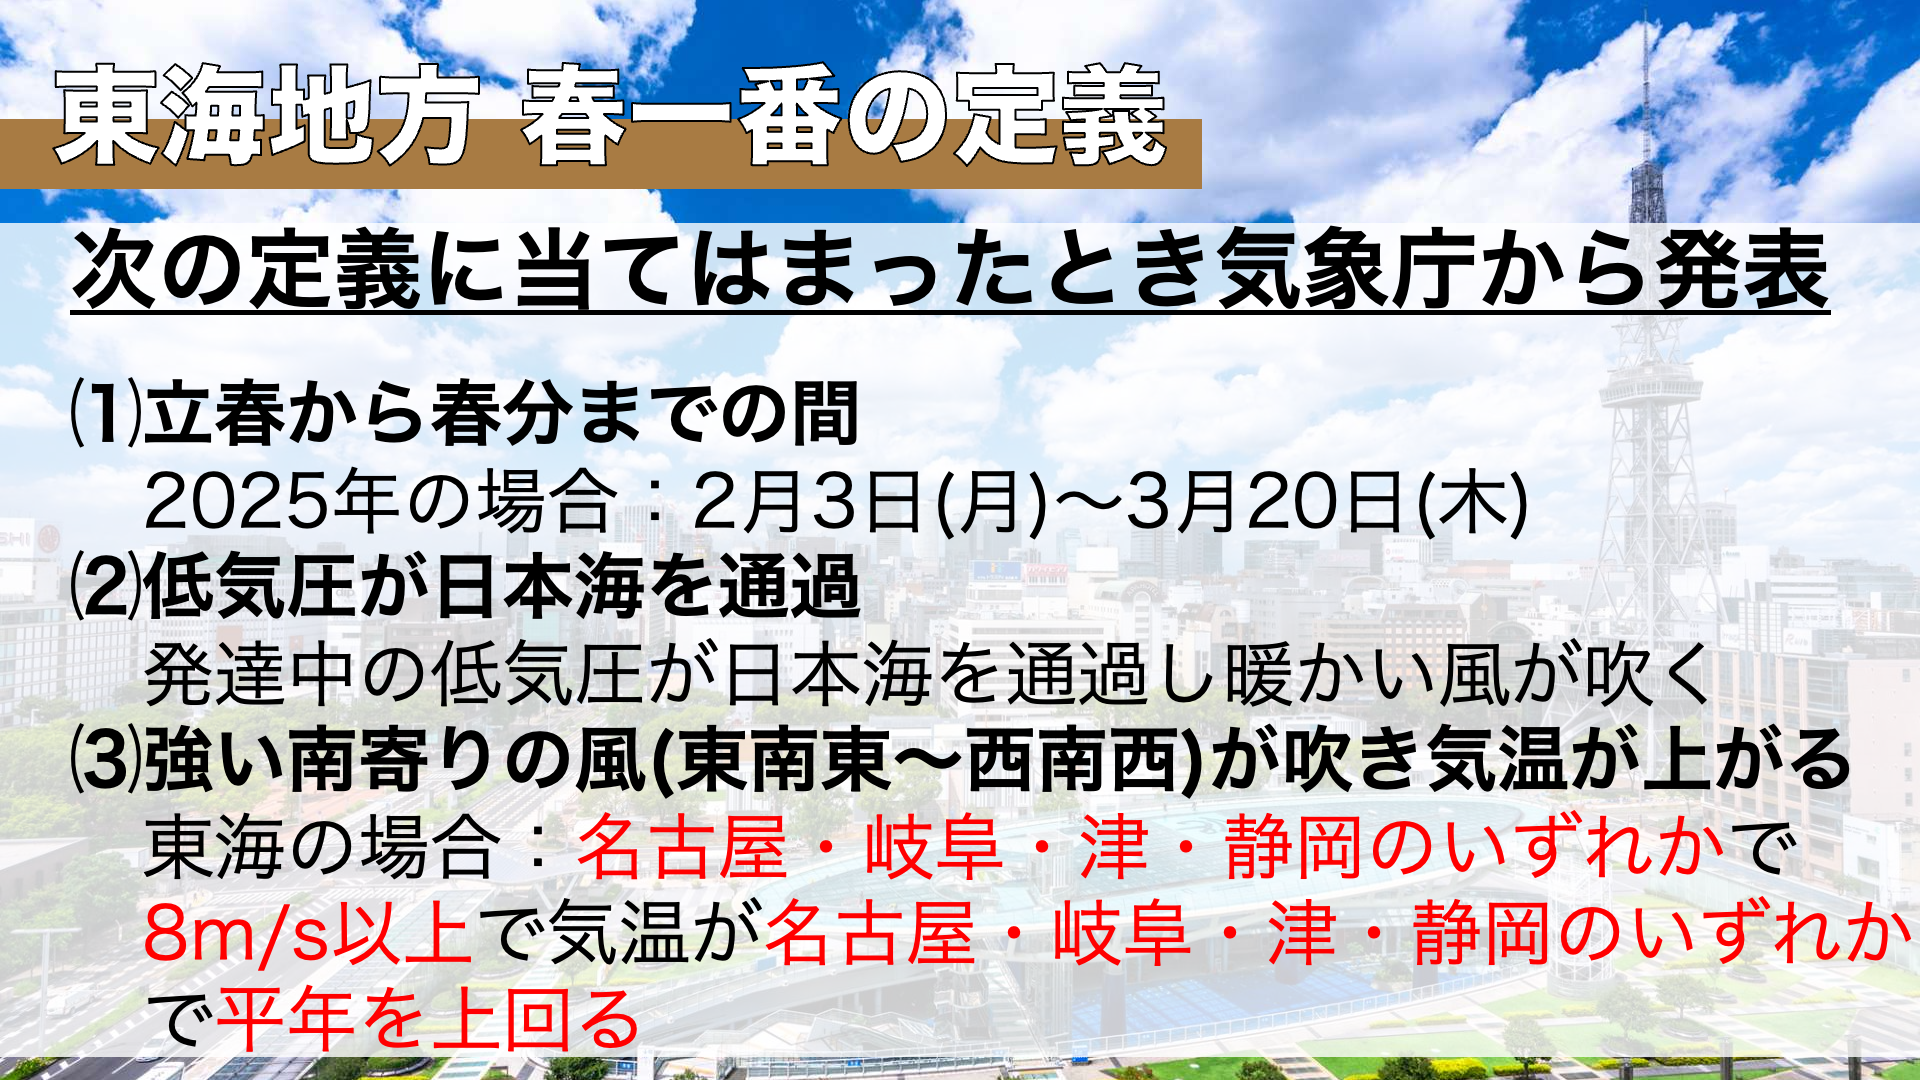 東海地方 春一番の定義
次の定義に当てはまったとき気象庁から発表
⑴立春から春分までの間
2025年の場合：2月3日(月)〜3月20日(木)
⑵低気圧が日本海を通過
発達中の低気圧が日本海を通過し暖かい風が吹く
⑶強い南寄りの風(東南東〜西南西)が吹き気温が上がる
東海の場合：名古屋・岐阜・津・静岡のいずれかで
8m/s以上で気温が名古屋・岐阜・津・静岡のいずれか
で平年を上回る